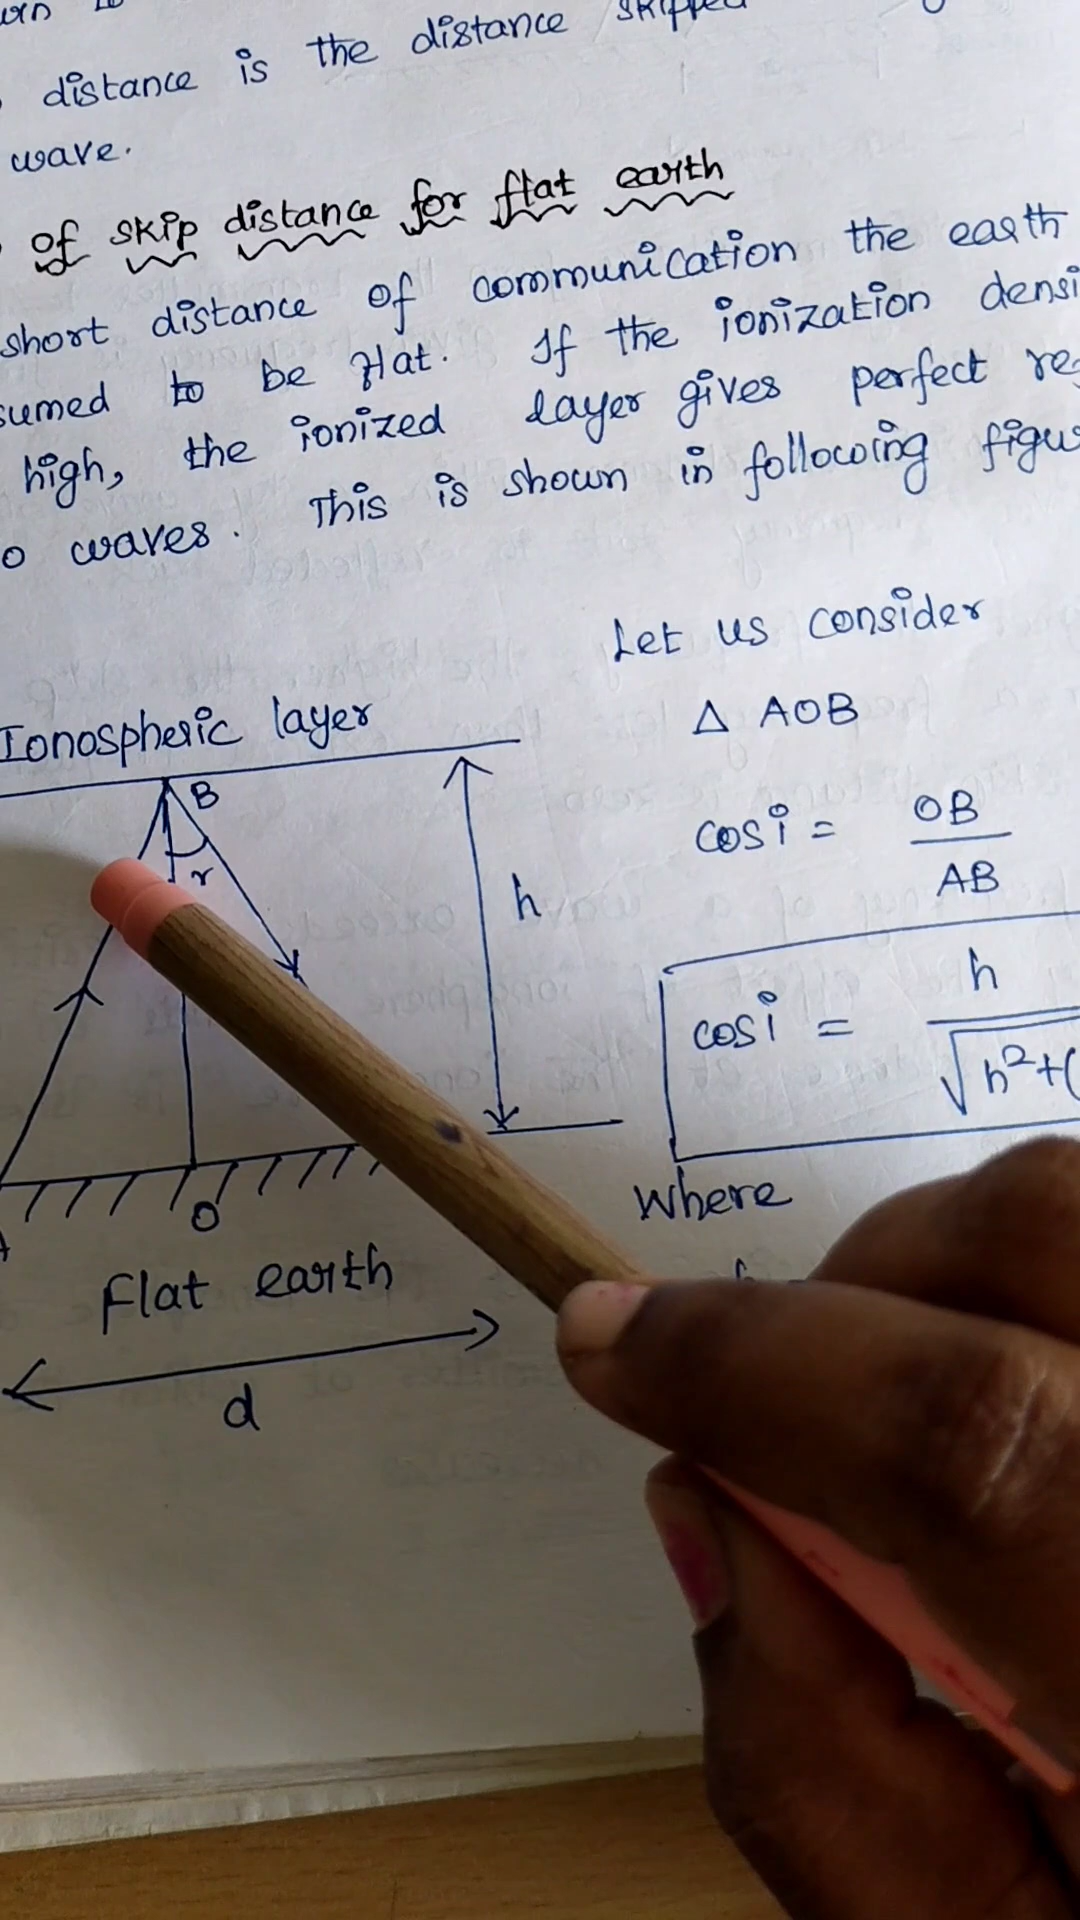 distance is the distance skipped
wave.
of skip distance for flat earth
short distance of communication the earth
be flat. If the ionization
high, the ionized layer gives perfect
waves. This is shown in following
Let us consider
Δ AOB
Ionospheric layer
B
cos i = OB / AB
r
h
cos i = h / √h²+(
O
Where
Flat earth
d